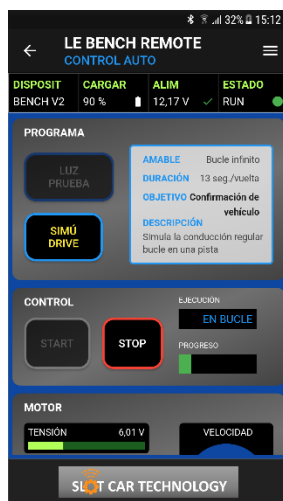 32% 15:12
LE BENCH REMOTE
CONTROL AUTO
DISPOSIT CARGAR ALIM ESTADO
BENCH V2 90 % 12,17 V RUN
PROGRAMA
LUZ
PRUEBA
SIMÚ
DRIVE
AMABLE Bucle infinito
DURACIÓN 13 seg./vuelta
OBJETIVO Confirmación de
vehículo
DESCRIPCIÓN
Simula la conducción regular
bucle en una pista
CONTROL
START
STOP
EJECUCIÓN
EN BUCLE
PROGRESO
MOTOR
TENSIÓN 6,01 V
VELOCIDAD
SLOT CAR TECHNOLOGY